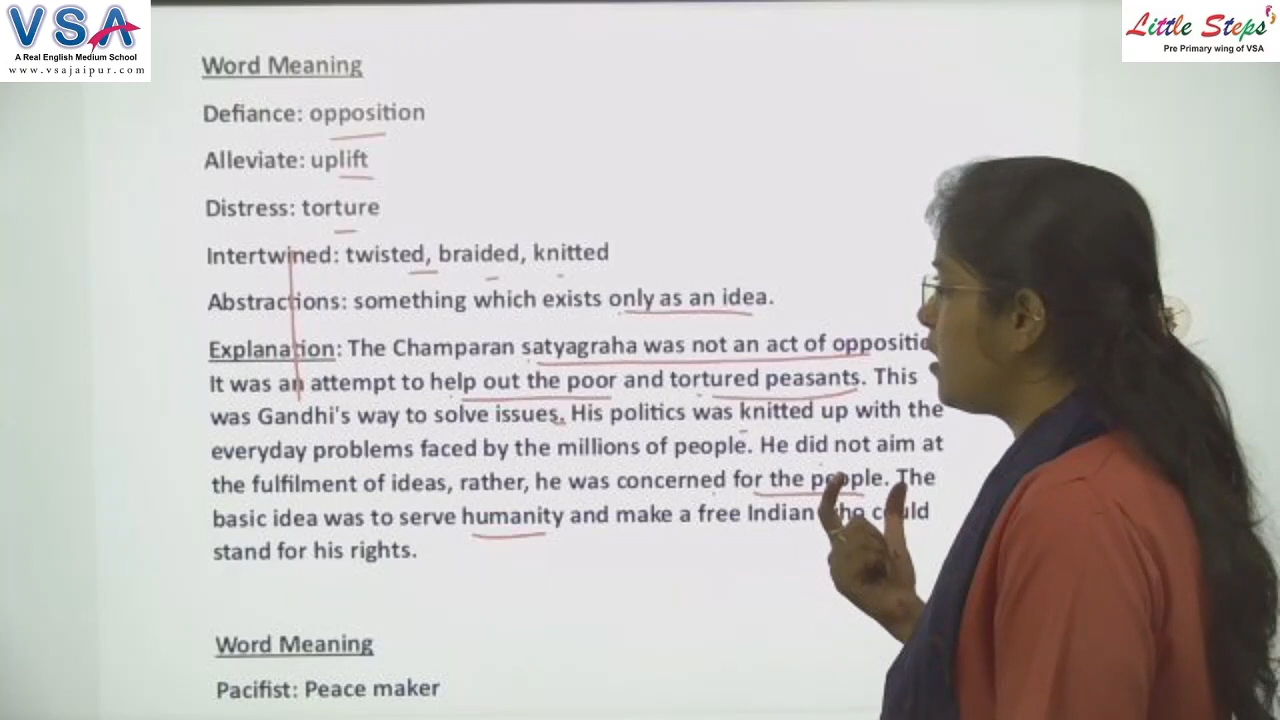 VSA
A Real English Medium School
www.vsajaipur.com
Little Steps
Pre Primary wing of VSA
Word Meaning
Defiance: opposition
Alleviate: uplift
Distress: torture
Intertwined: twisted, braided, knitted
Abstractions: something which exists only as an idea.
Explanation: The Champaran satyagraha was not an act of oppositio
It was an attempt to help out the poor and tortured peasants. This
was Gandhi's way to solve issues. His politics was knitted up with the
everyday problems faced by the millions of people. He did not aim at
the fulfilment of ideas, rather, he was concerned for the people. The
basic idea was to serve humanity and make a free Indian who could
stand for his rights.
Word Meaning
Pacifist: Peace maker